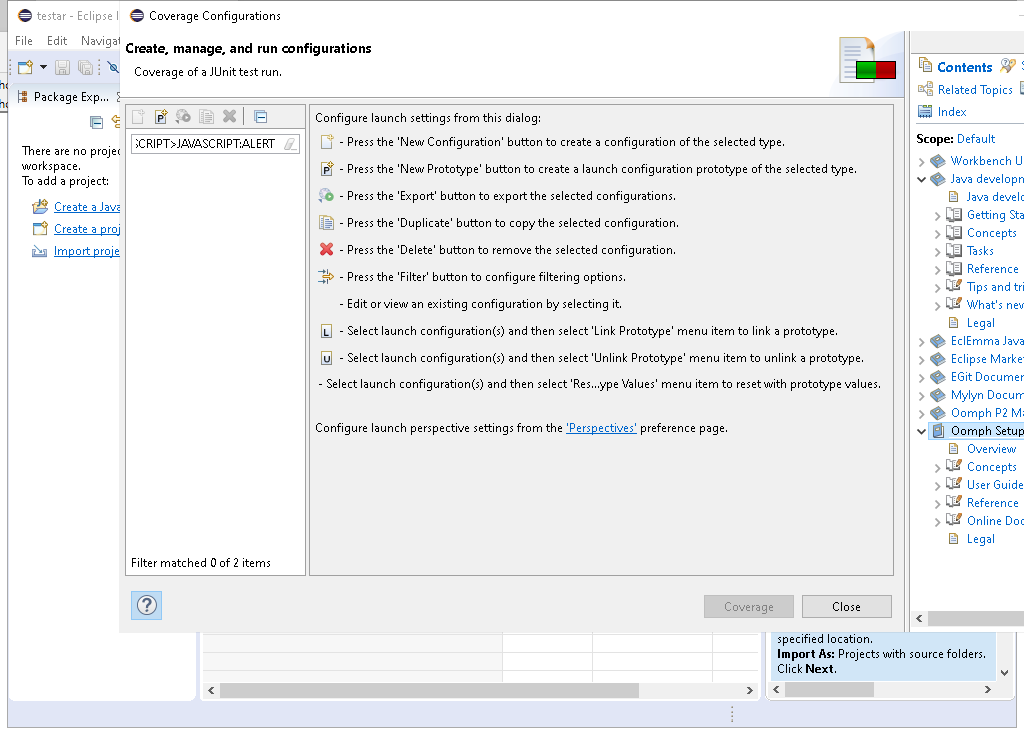 testar - Eclipse I
Coverage Configurations
File Edit Navigat
Create, manage, and run configurations
Coverage of a JUnit test run.
Contents
Related Topics
Index
Package Exp...
Scope: Default
Configure launch settings from this dialog:
SCRIPT>JAVASCRIPT:ALERT
- Press the 'New Configuration' button to create a configuration of the selected type.
P - Press the 'New Prototype' button to create a launch configuration prototype of the selected type.
- Press the 'Export' button to export the selected configurations.
- Press the 'Duplicate' button to copy the selected configuration.
- Press the 'Delete' button to remove the selected configuration.
- Press the 'Filter' button to configure filtering options.
- Edit or view an existing configuration by selecting it.
L - Select launch configuration(s) and then select 'Link Prototype' menu item to link a prototype.
U - Select launch configuration(s) and then select 'Unlink Prototype' menu item to unlink a prototype.
- Select launch configuration(s) and then select 'Res...ype Values' menu item to reset with prototype values.
Configure launch perspective settings from the 'Perspectives' preference page.
Filter matched 0 of 2 items
Coverage
Close
There are no projec
workspace.
To add a project:
Create a Java
Create a proj
Import proje
Workbench U
Java developn
Java develo
Getting Sta
Concepts
Tasks
Reference
Tips and tri
What's new
Legal
EclEmma Java
Eclipse Marke
EGit Documer
Mylyn Docum
Oomph P2 Ma
Oomph Setup
Overview
Concepts
User Guide
Reference
Online Doc
Legal
specified location.
Import As: Projects with source folders.
Click Next.